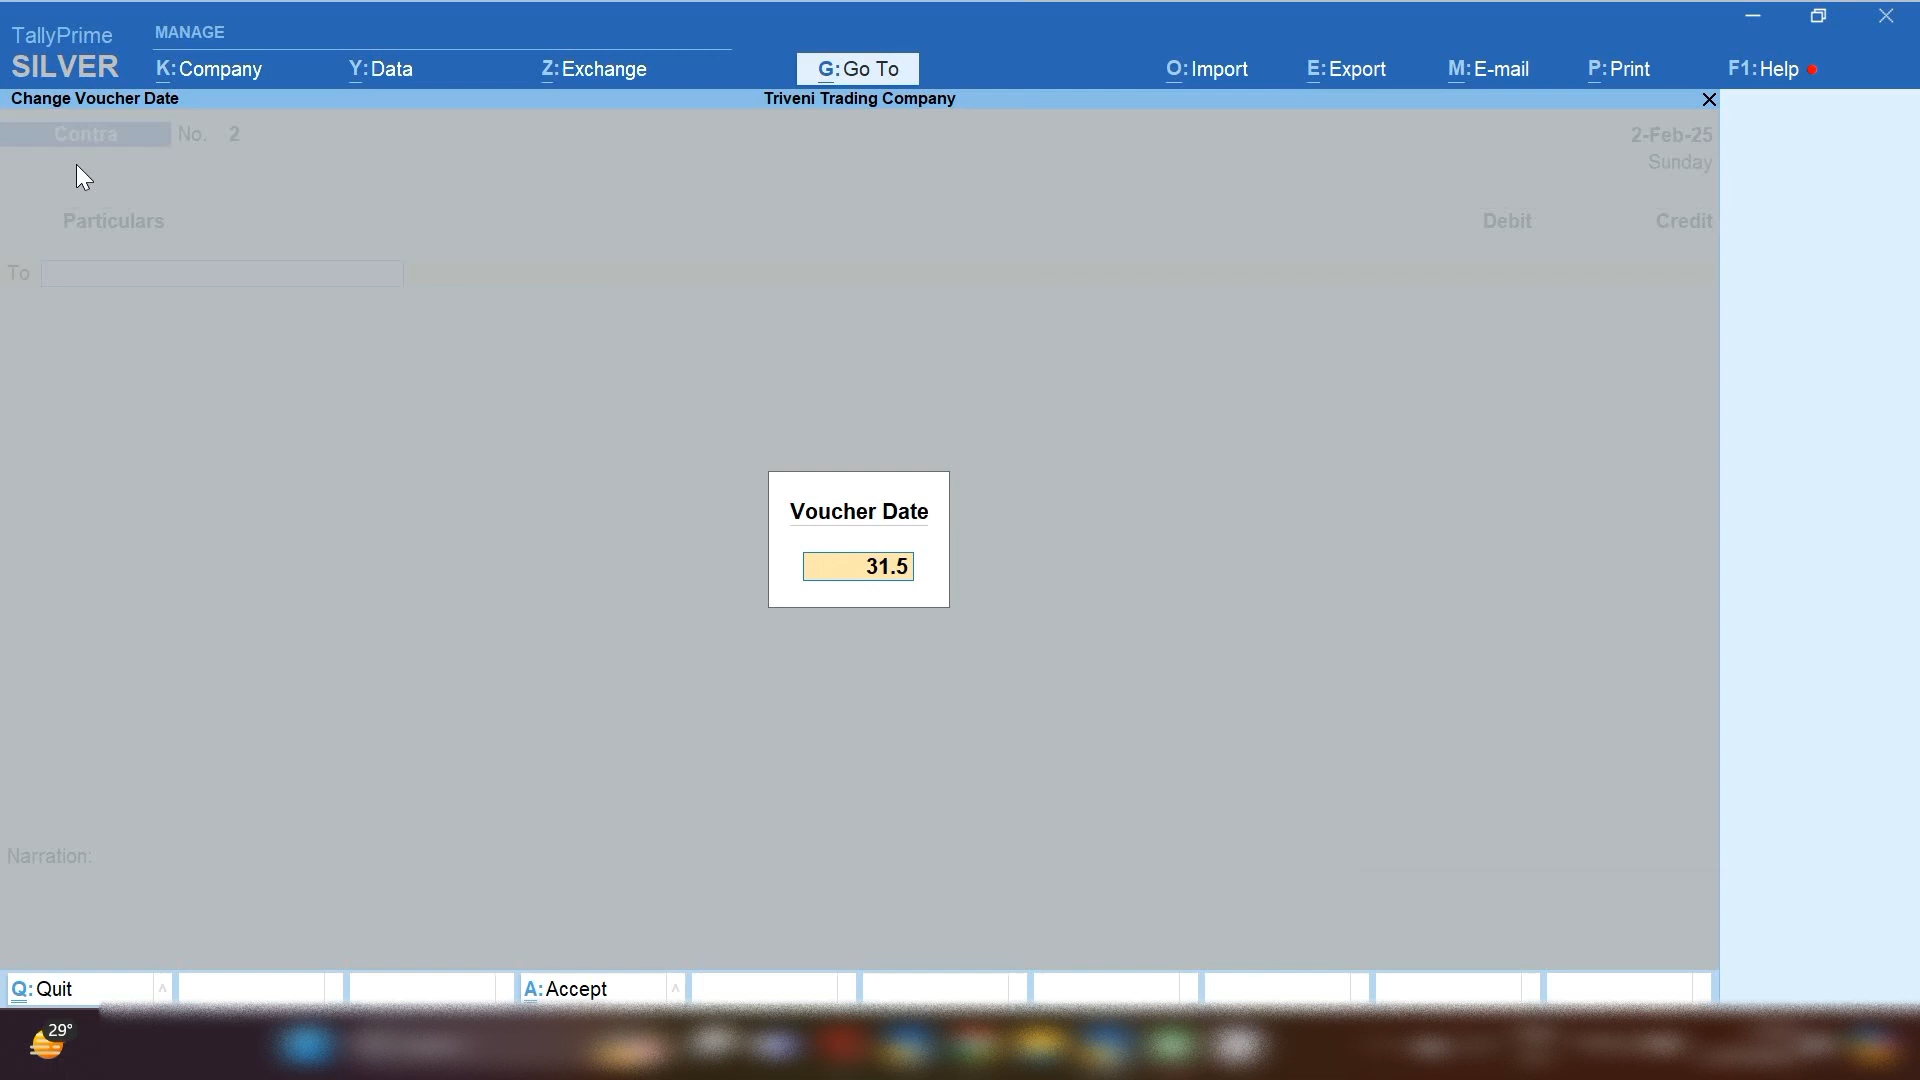 TallyPrime
SILVER
MANAGE
K:Company
Y:Data
Z:Exchange
G:Go To
O:Import
E:Export
M:E-mail
P:Print
F1:Help
Change Voucher Date
Triveni Trading Company
Contra
No. 2
2-Feb-25
Sunday
Particulars
Debit
Credit
To
Voucher Date
31.5
Narration:
Q:Quit
A:Accept
29°